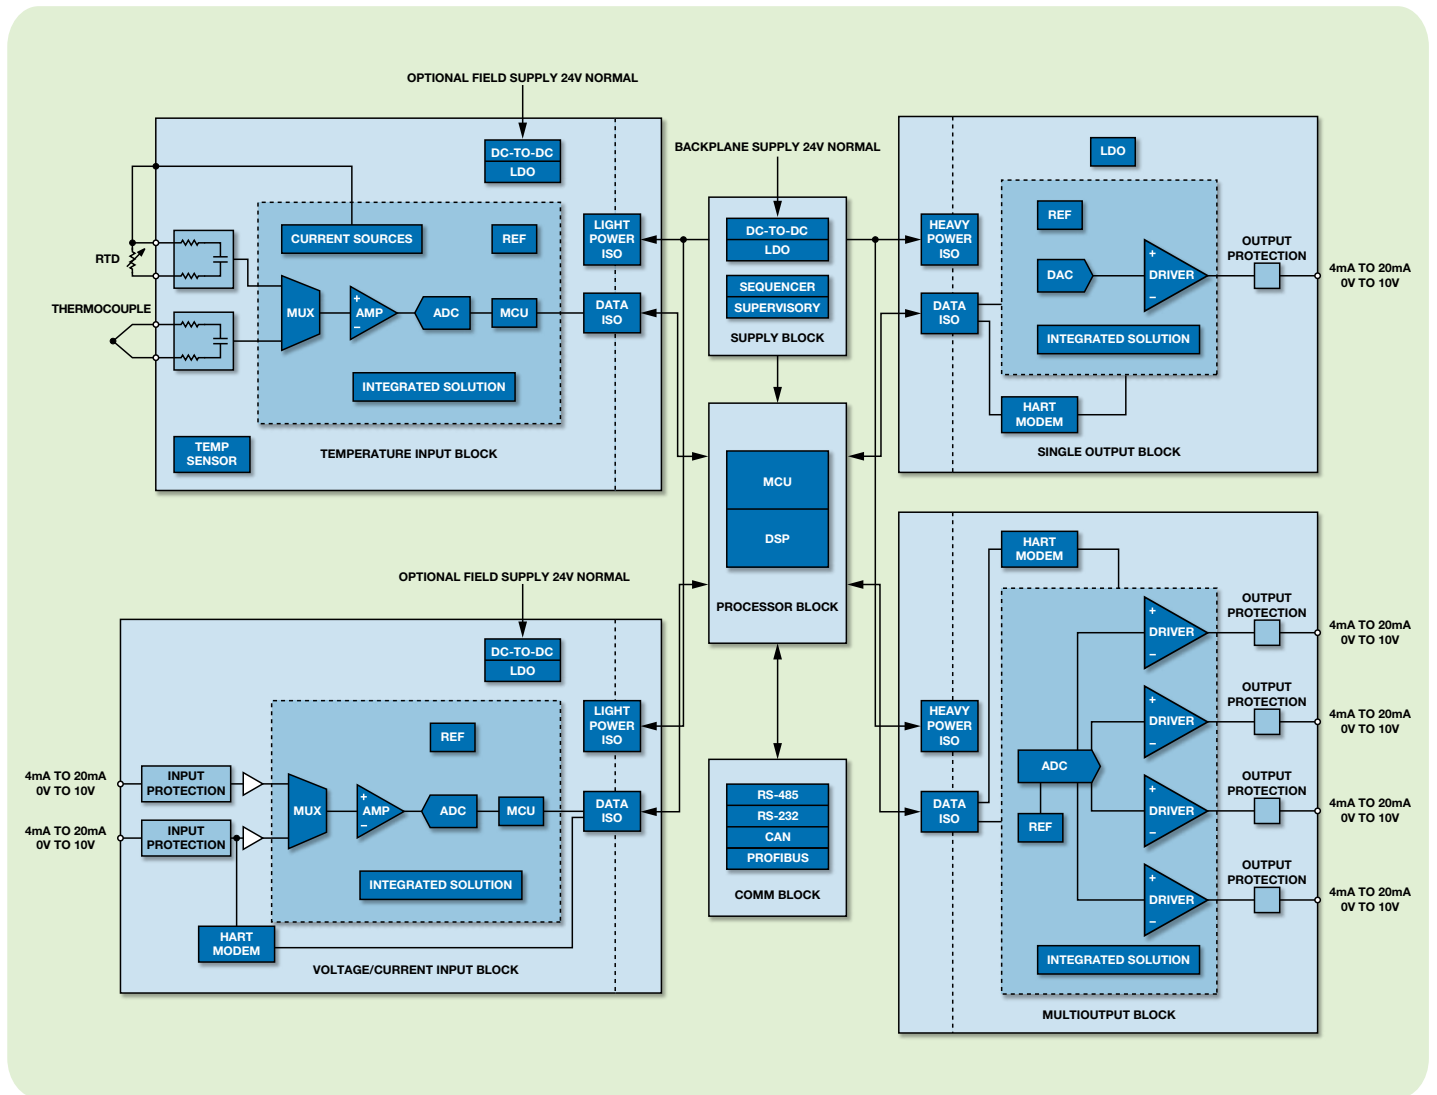 OPTIONAL FIELD SUPPLY 24V NORMAL
DC-TO-DC
LDO
CURRENT SOURCES
REF
LIGHT
POWER
ISO
RTD
THERMOCOUPLE
MUX
+
AMP
–
ADC
MCU
DATA
ISO
INTEGRATED SOLUTION
TEMP
SENSOR
TEMPERATURE INPUT BLOCK
BACKPLANE SUPPLY 24V NORMAL
DC-TO-DC
LDO
SEQUENCER
SUPERVISORY
SUPPLY BLOCK
MCU
DSP
PROCESSOR BLOCK
RS-485
RS-232
CAN
PROFIBUS
COMM BLOCK
LDO
HEAVY
POWER
ISO
REF
DATA
ISO
DAC
+
DRIVER
–
OUTPUT
PROTECTION
4mA TO 20mA
0V TO 10V
INTEGRATED SOLUTION
HART
MODEM
SINGLE OUTPUT BLOCK
OPTIONAL FIELD SUPPLY 24V NORMAL
DC-TO-DC
LDO
REF
LIGHT
POWER
ISO
4mA TO 20mA
0V TO 10V
INPUT
PROTECTION
4mA TO 20mA
0V TO 10V
INPUT
PROTECTION
MUX
+
AMP
–
ADC
MCU
DATA
ISO
INTEGRATED SOLUTION
HART
MODEM
VOLTAGE/CURRENT INPUT BLOCK
HART
MODEM
HEAVY
POWER
ISO
DATA
ISO
ADC
REF
+
DRIVER
–
OUTPUT
PROTECTION
4mA TO 20mA
0V TO 10V
+
DRIVER
–
OUTPUT
PROTECTION
4mA TO 20mA
0V TO 10V
+
DRIVER
–
OUTPUT
PROTECTION
4mA TO 20mA
0V TO 10V
+
DRIVER
–
OUTPUT
PROTECTION
4mA TO 20mA
0V TO 10V
INTEGRATED SOLUTION
MULTIOUTPUT BLOCK